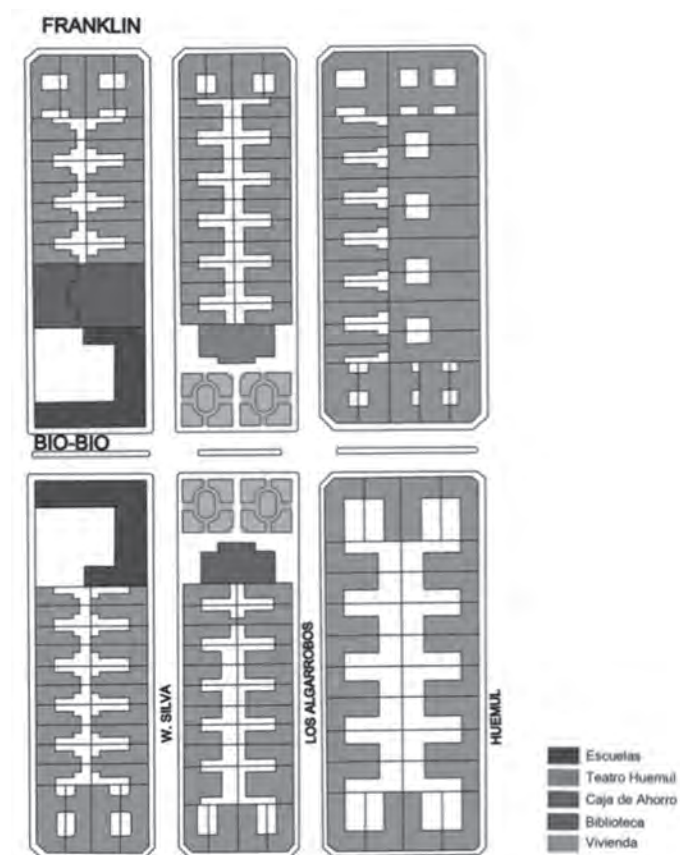 FRANKLIN
BIO-BIO
W. SILVA
LOS ALGARROBOS
HUEMUL
Escuelas
Teatro Huemul
Caja de Ahorro
Biblioteca
Vivienda